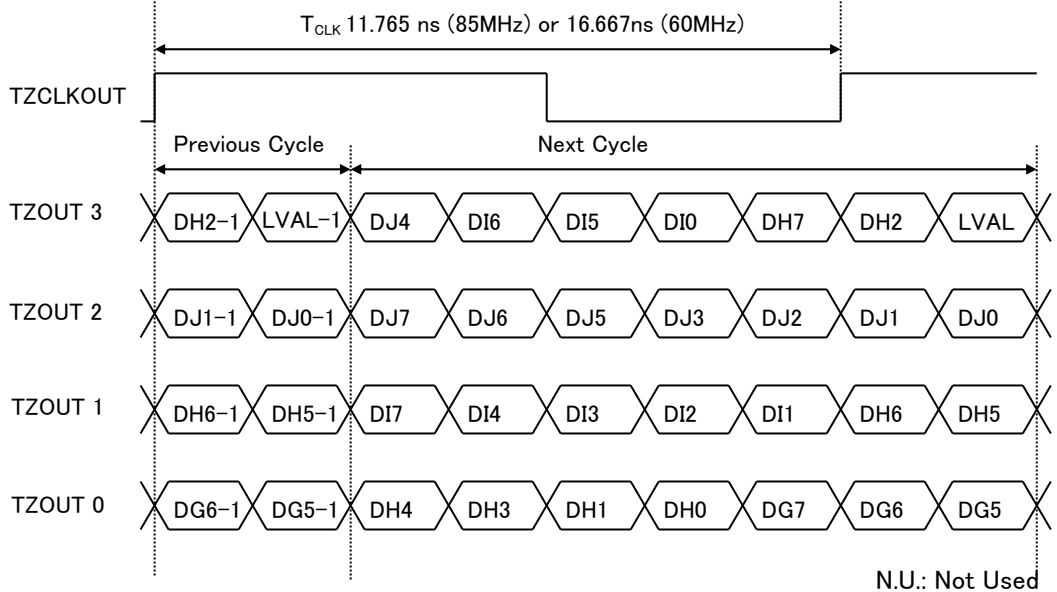 TCLK 11.765 ns (85MHz) or 16.667ns (60MHz)
TZCLKOUT
Previous Cycle Next Cycle
TZOUT 3 DH2-1 LVAL-1 DJ4 DI6 DI5 DI0 DH7 DH2 LVAL
TZOUT 2 DJ1-1 DJ0-1 DJ7 DJ6 DJ5 DJ3 DJ2 DJ1 DJ0
TZOUT 1 DH6-1 DH5-1 DI7 DI4 DI3 DI2 DI1 DH6 DH5
TZOUT 0 DG6-1 DG5-1 DH4 DH3 DH1 DH0 DG7 DG6 DG5
N.U.: Not Used